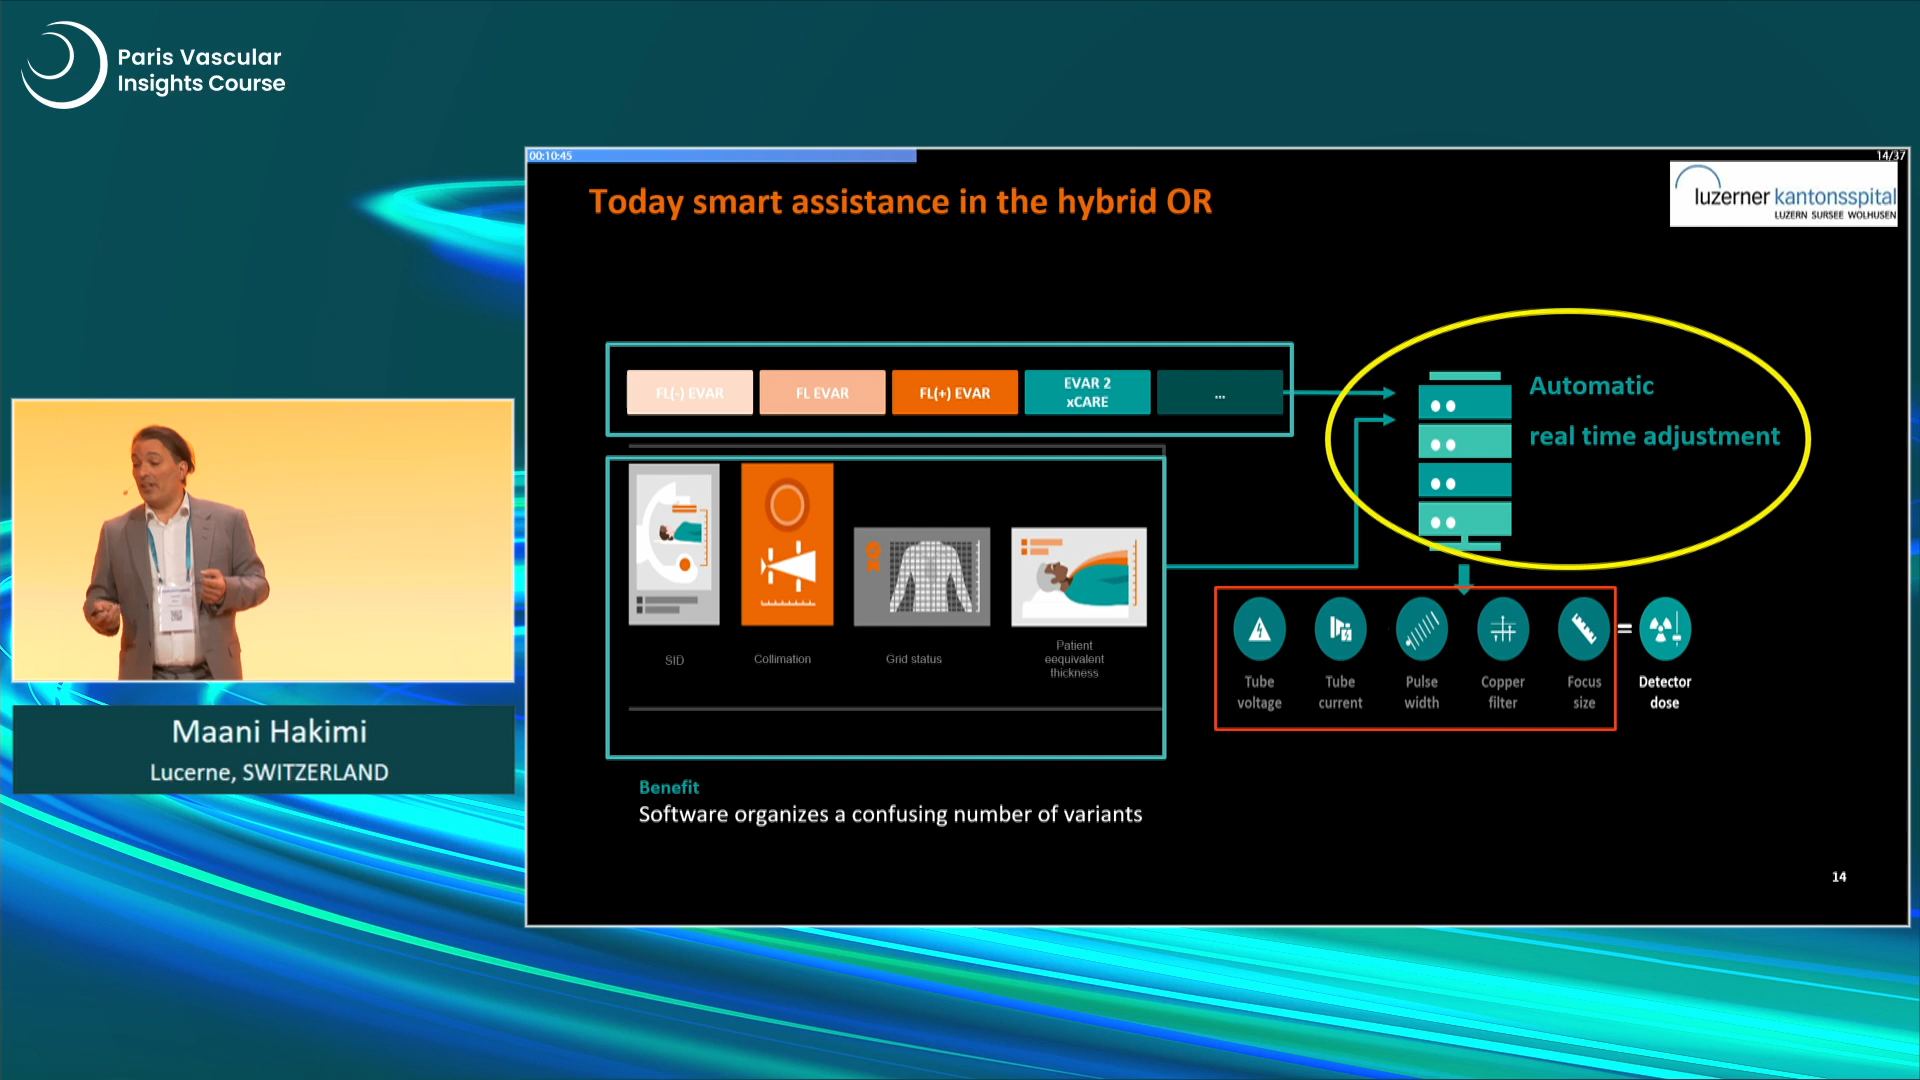 Paris Vascular
Insights Course
00:10:45
14/37
Today smart assistance in the hybrid OR
luzerner kantonsspital
LUZERN SURSEE WOLHUSEN
FL(-) EVAR
FL EVAR
FL(+) EVAR
EVAR 2
xCARE
...
Automatic
real time adjustment
SID
Collimation
Grid status
Patient
eequivalent
thickness
Tube
voltage
Tube
current
Pulse
width
Copper
filter
Focus
size
=
Detector
dose
Benefit
Software organizes a confusing number of variants
14
Maani Hakimi
Lucerne, SWITZERLAND